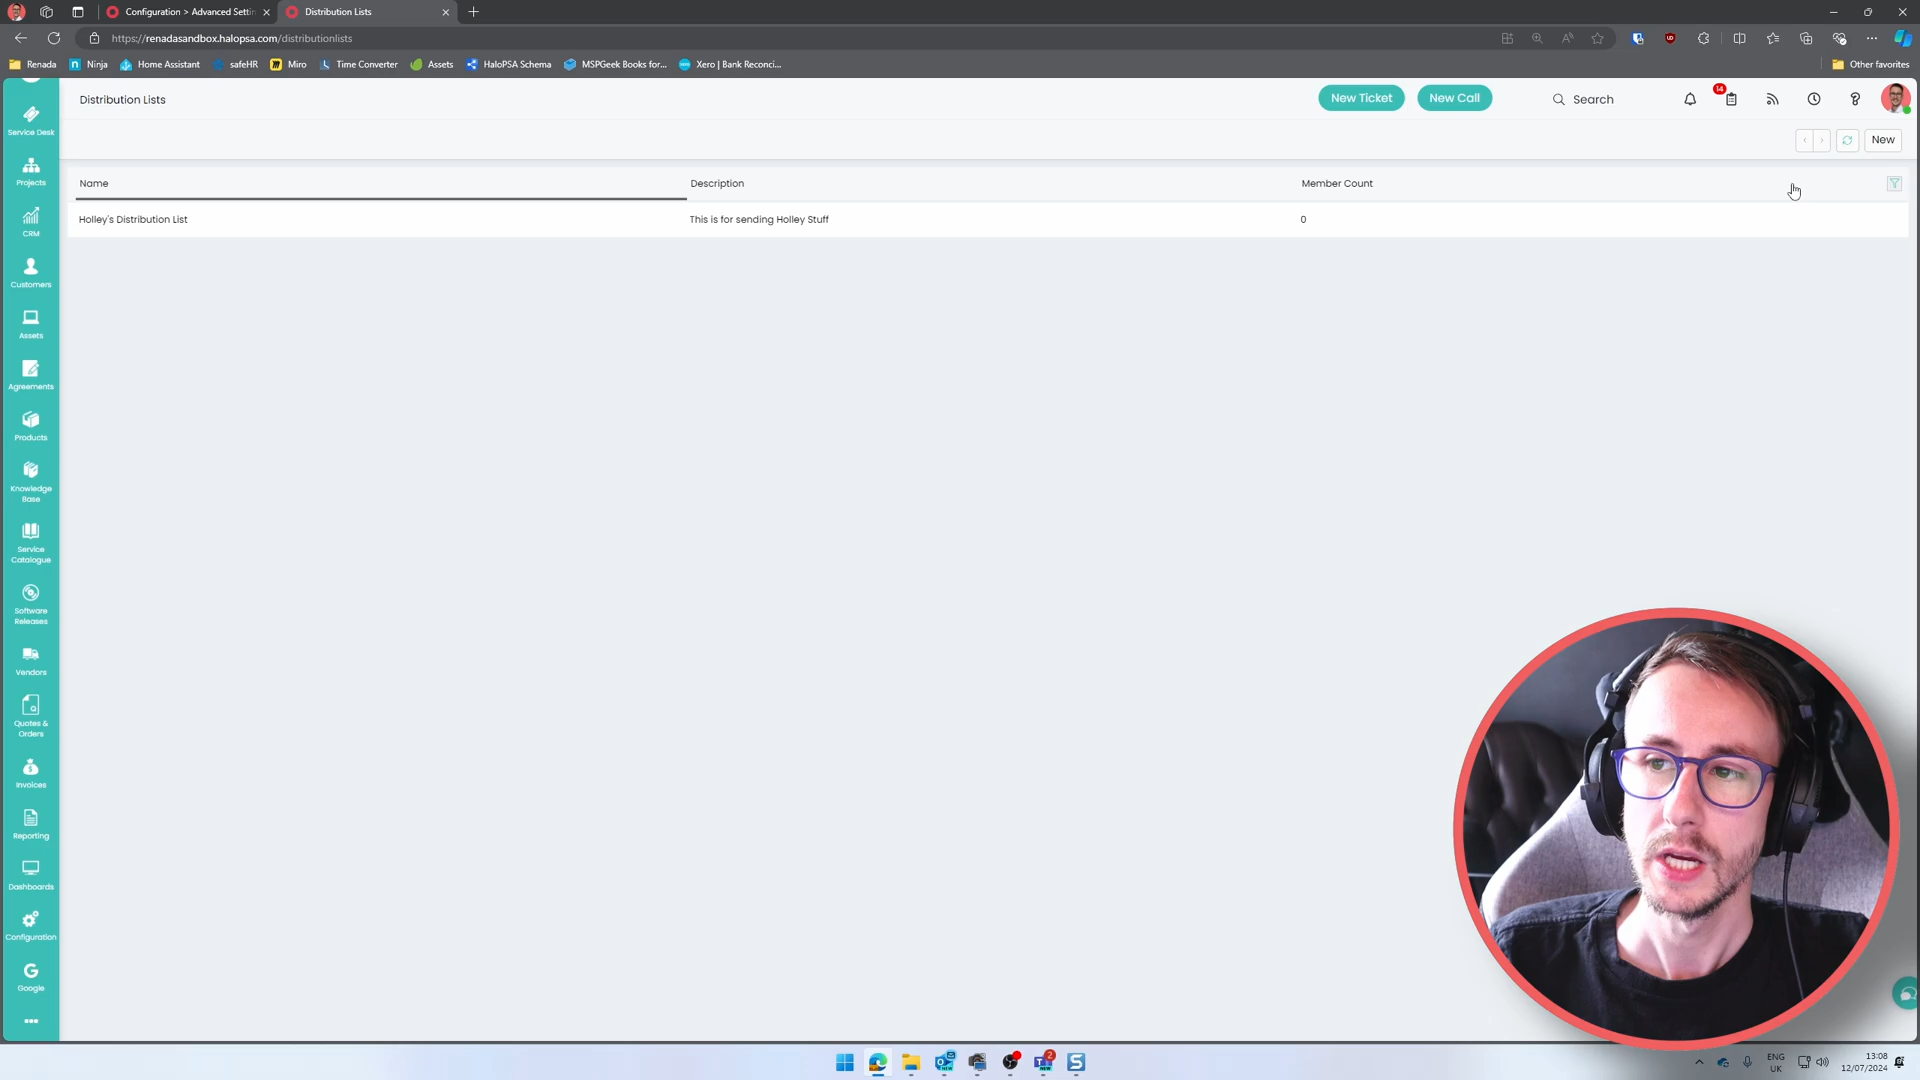 Configuration > Advanced Settin
Distribution Lists
https://renadasandbox.halopsa.com/distributionlists
Renada
Ninja
Home Assistant
safeHR
Miro
Time Converter
Assets
HaloPSA Schema
MSPGeek Books for...
Xero | Bank Reconci...
Other favorites
Distribution Lists
New Ticket
New Call
Search
14
New
Name
Description
Member Count
Holley's Distribution List
This is for sending Holley Stuff
0
Service Desk
Projects
CRM
Customers
Assets
Agreements
Products
Knowledge
Base
Service
Catalogue
Software
Releases
Vendors
Quotes &
Orders
Invoices
Reporting
Dashboards
Configuration
Google
ENG
UK
13:08
12/07/2024